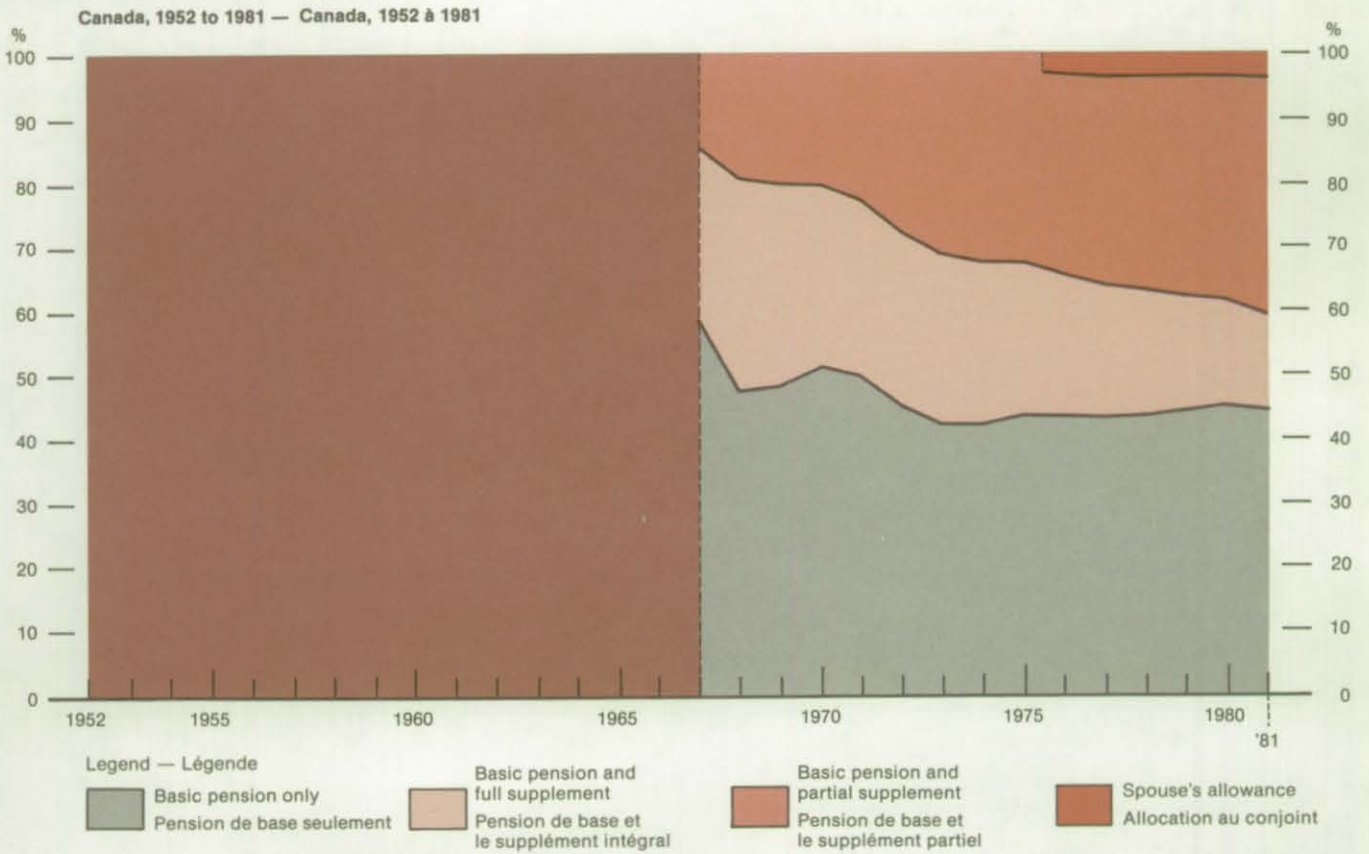 Canada, 1952 to 1981 — Canada, 1952 à 1981
% %
100 100
90 90
80 80
70 70
60 60
50 50
40 40
30 30
20 20
10 10
0 0
1952 1955 1960 1965 1970 1975 1980
'81
Legend — Légende
Basic pension only
Pension de base seulement
Basic pension and
full supplement
Pension de base et
le supplément intégral
Basic pension and
partial supplement
Pension de base et
le supplément partiel
Spouse's allowance
Allocation au conjoint